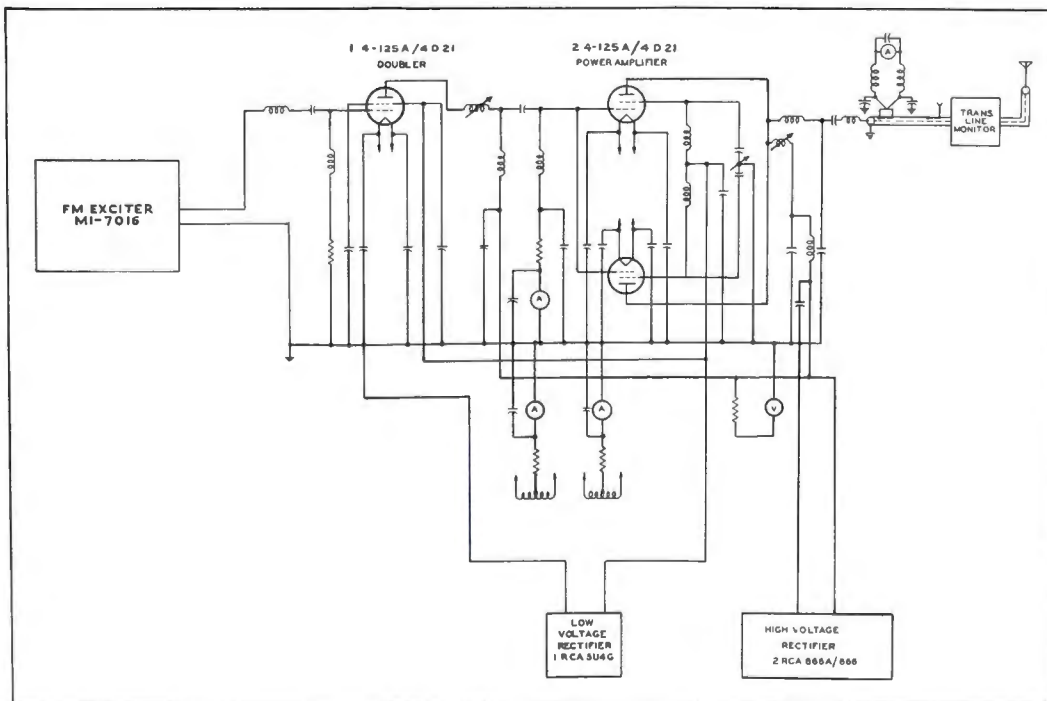 1 4-125A/4D21
DOUBLER
2 4-125A/4D21
POWER AMPLIFIER
A
TRANS
LINE
MONITOR
FM EXCITER
MI-7016
A
A
A
V
LOW
VOLTAGE
RECTIFIER
1 RCA 5U4G
HIGH VOLTAGE
RECTIFIER
2 RCA 866A/866